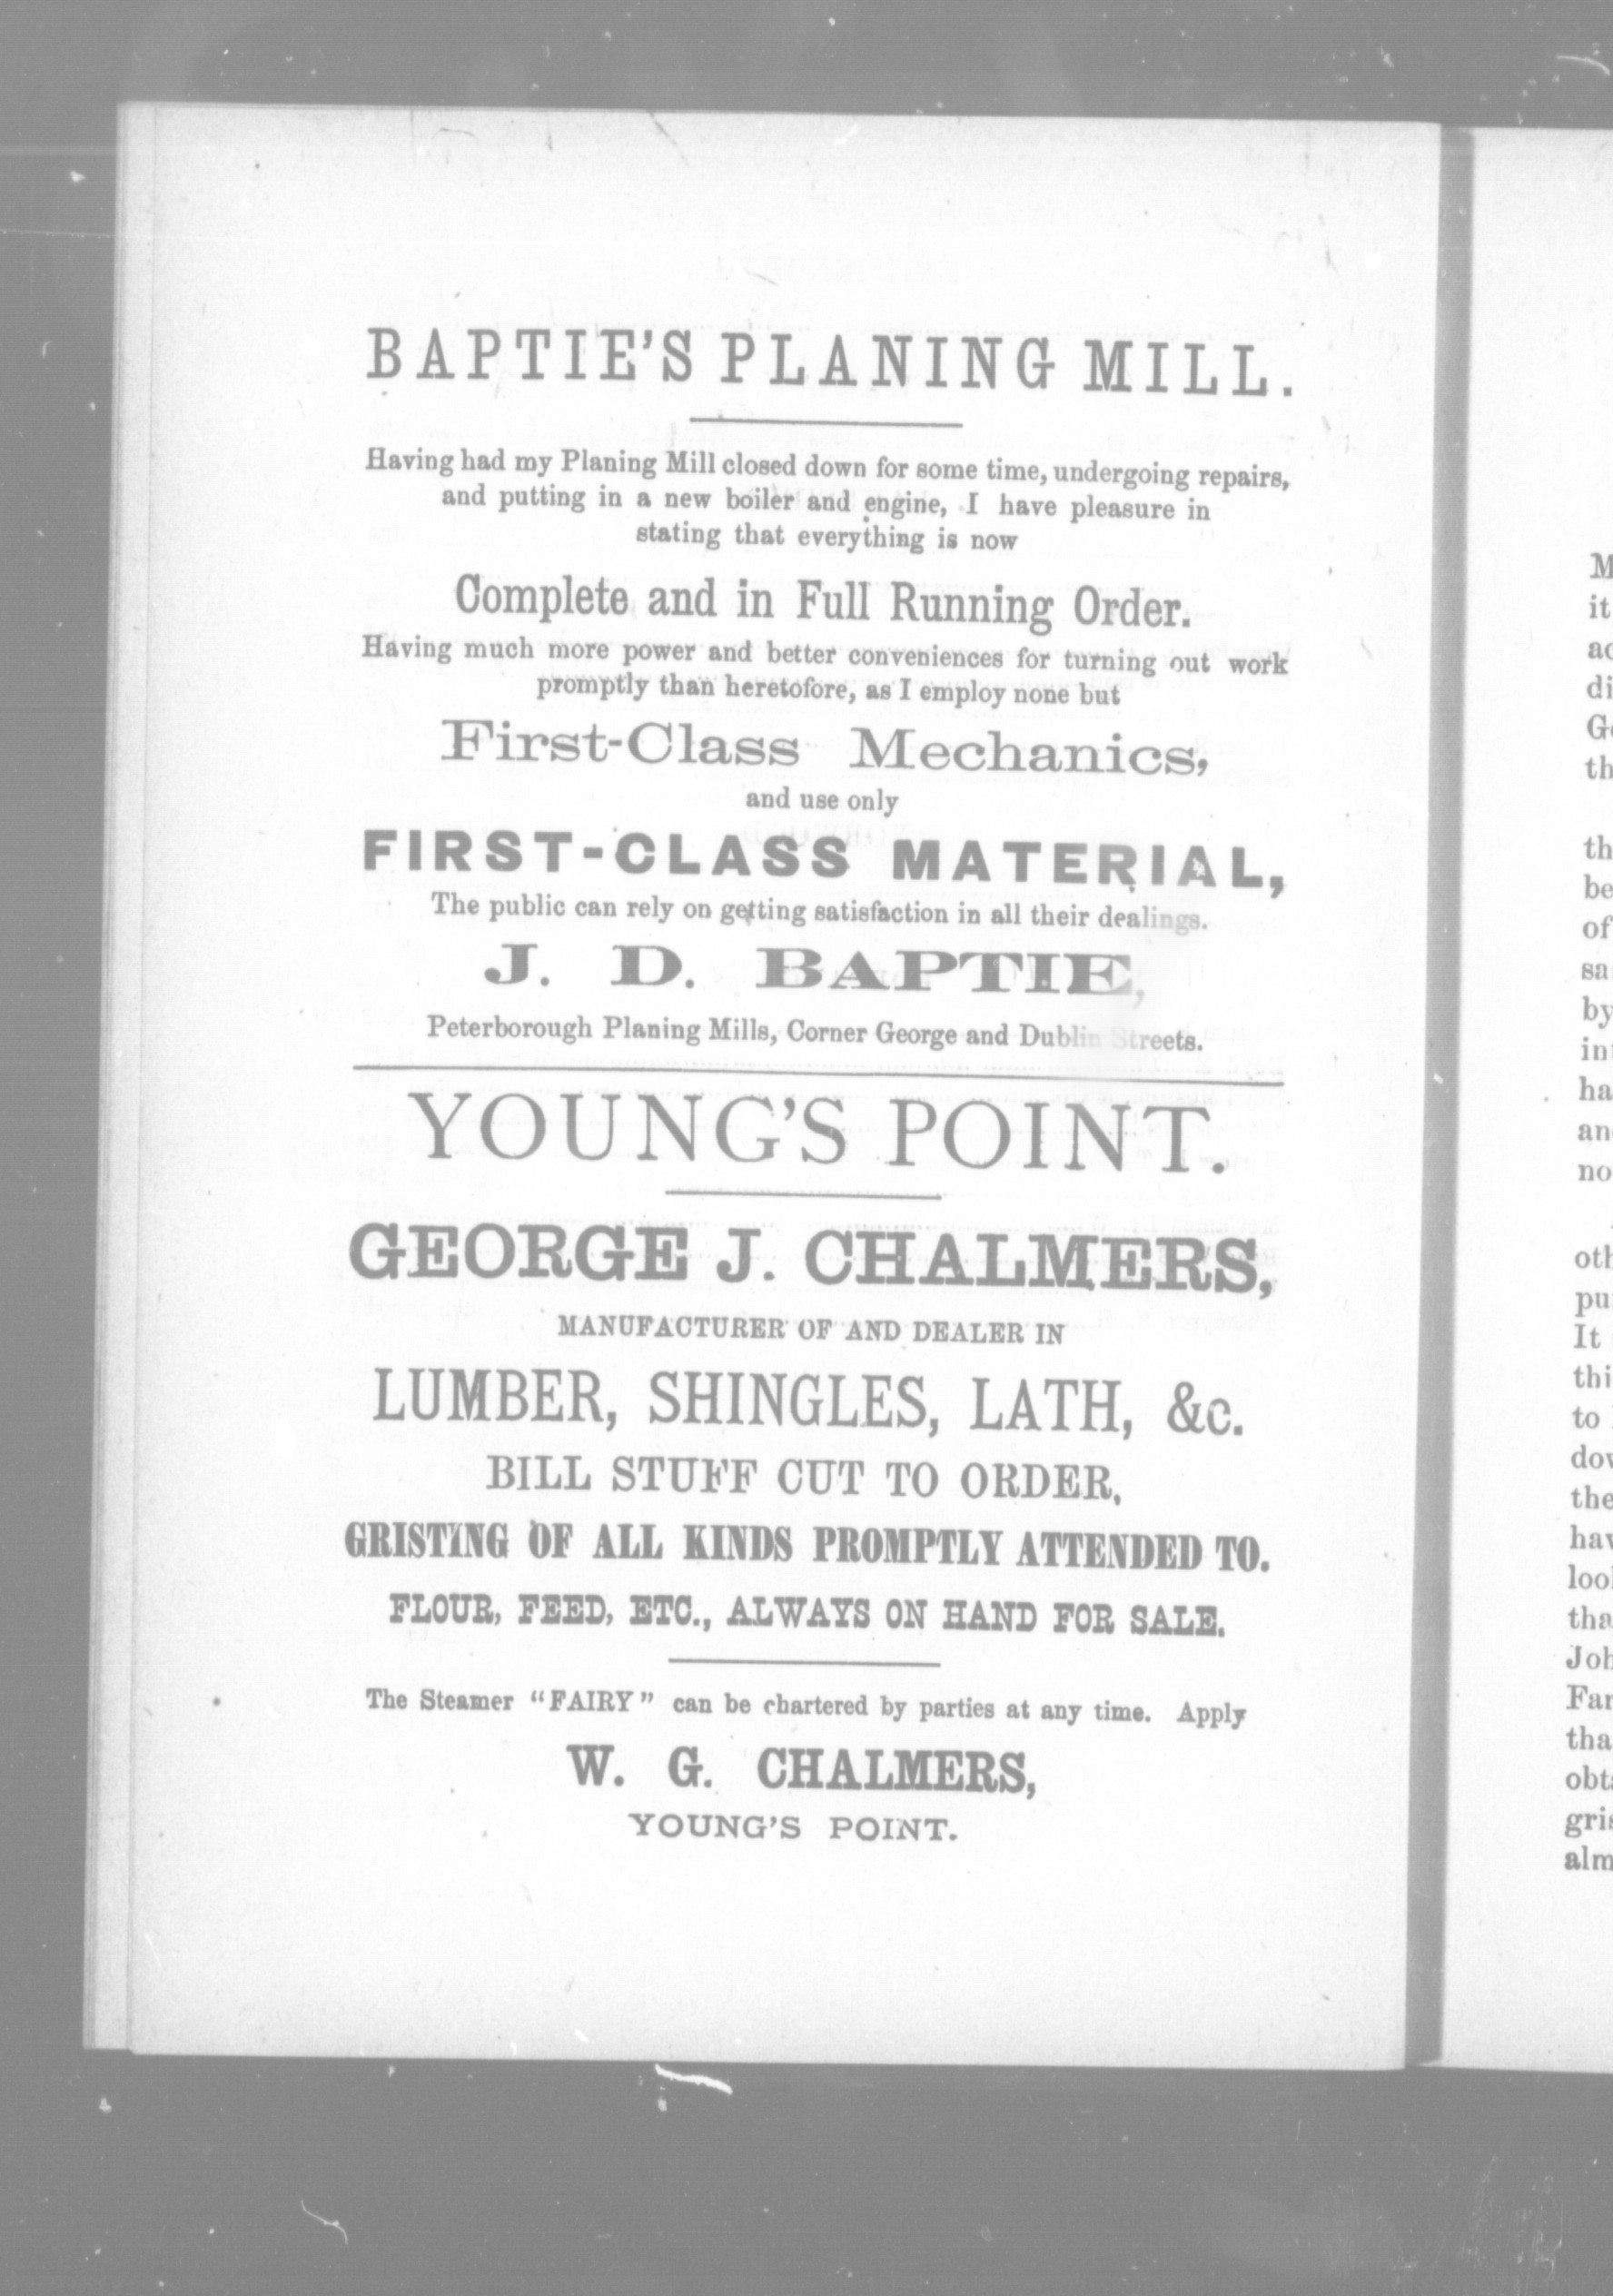 BAPTIE'S PLANING MILL.
Having had my Planing Mill closed down for some time, undergoing repairs,
and putting in a new boiler and engine, I have pleasure in
stating that everything is now
Complete and in Full Running Order.
Having much more power and better conveniences for turning out work
promptly than heretofore, as I employ none but
First-Class Mechanics,
and use only
FIRST-CLASS MATERIAL,
The public can rely on getting satisfaction in all their dealings.
J. D. BAPTIE,
Peterborough Planing Mills, Corner George and Dublin Streets.
YOUNG'S POINT.
GEORGE J. CHALMERS,
MANUFACTURER OF AND DEALER IN
LUMBER, SHINGLES, LATH, &c.
BILL STUFF CUT TO ORDER,
GRISTING OF ALL KINDS PROMPTLY ATTENDED TO.
FLOUR, FEED, ETC., ALWAYS ON HAND FOR SALE.
The Steamer "FAIRY" can be chartered by parties at any time. Apply
W. G. CHALMERS,
YOUNG'S POINT.